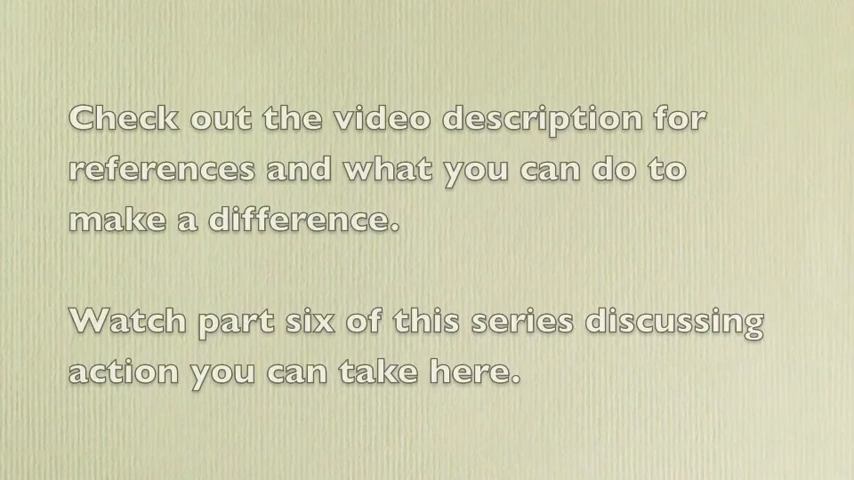 Check out the video description for
references and what you can do to
make a difference.
Watch part six of this series discussing
action you can take here.